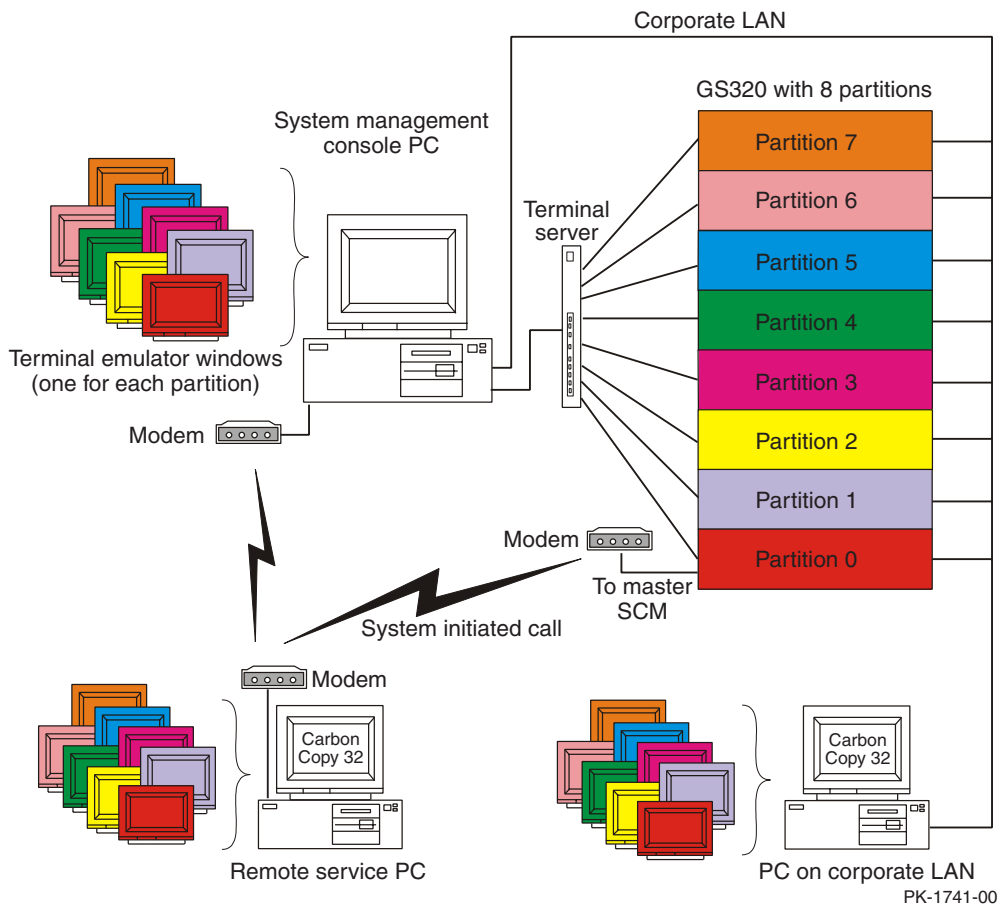 Corporate LAN
GS320 with 8 partitions
System management
console PC
Partition 7
Partition 6
Terminal
server
Partition 5
Partition 4
Terminal emulator windows
(one for each partition)
Partition 3
Modem
Partition 2
Partition 1
Modem
Partition 0
To master
SCM
System initiated call
Modem
Carbon
Copy 32
Carbon
Copy 32
Remote service PC
PC on corporate LAN
PK-1741-00